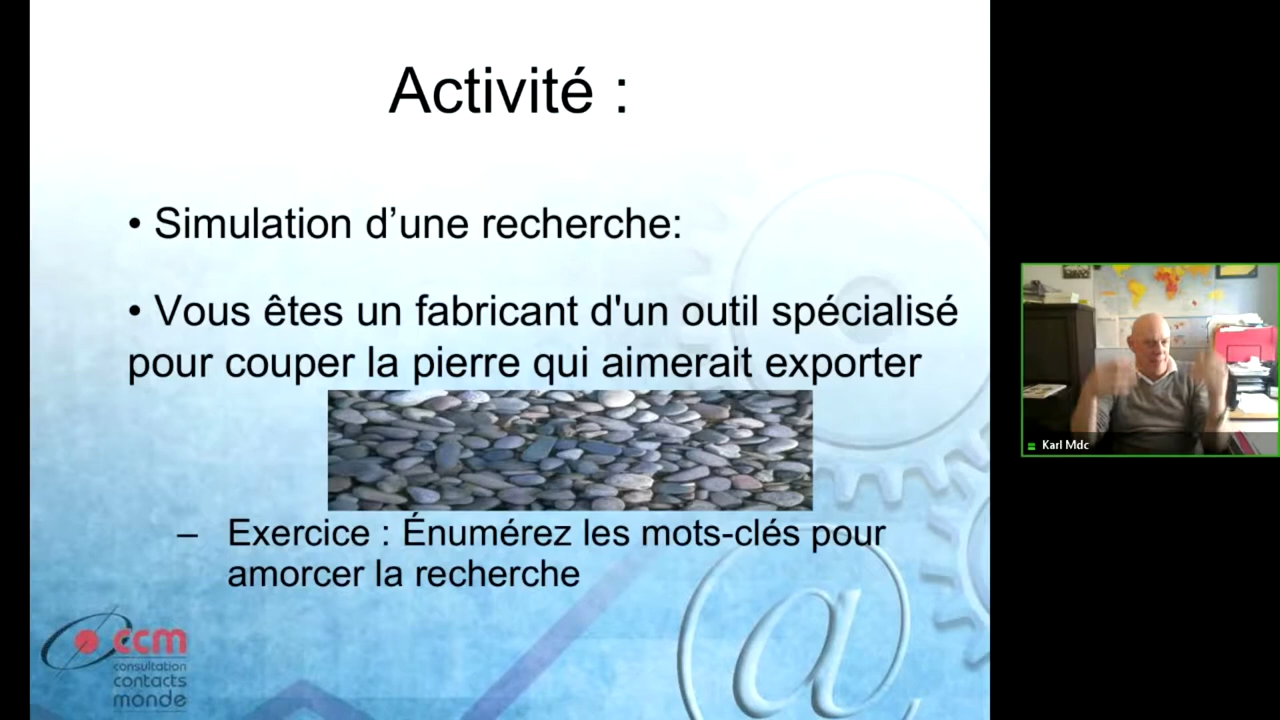 Activité :
• Simulation d’une recherche:
• Vous êtes un fabricant d'un outil spécialisé
pour couper la pierre qui aimerait exporter
– Exercice : Énumérez les mots-clés pour
amorcer la recherche
ccm
consultation
contacts
monde
Karl Mdc